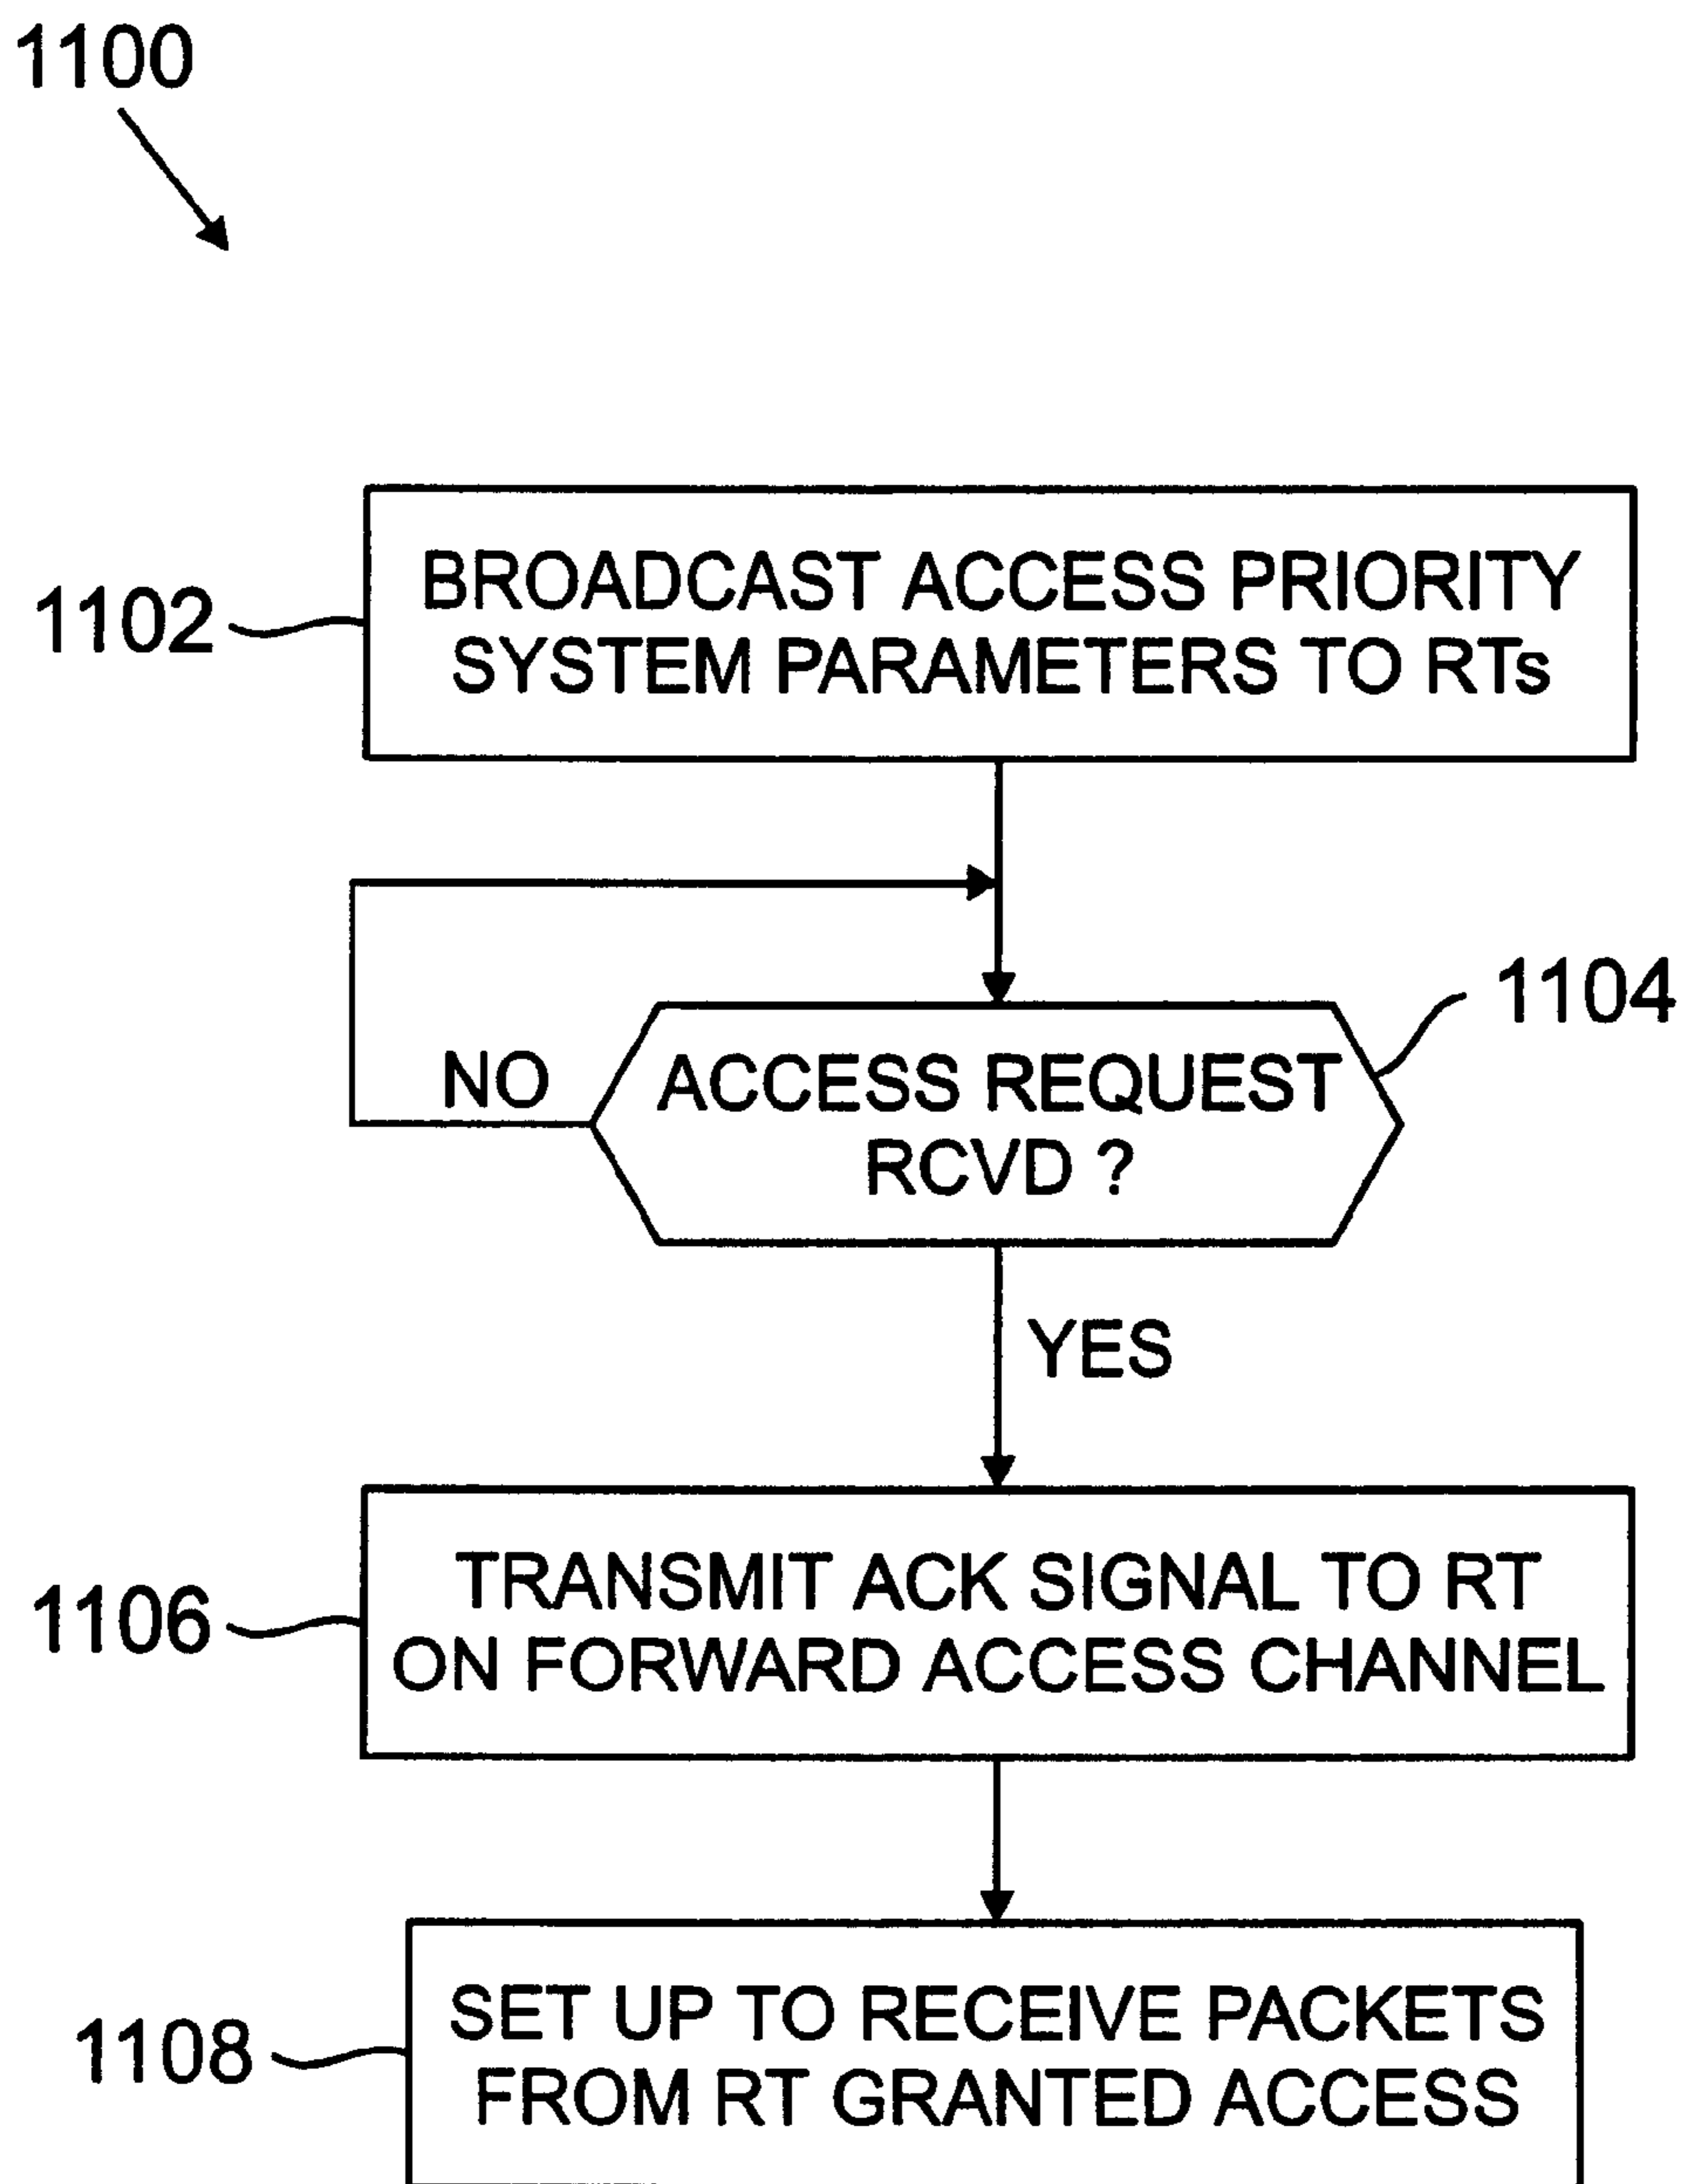 1100
1102
BROADCAST ACCESS PRIORITY
SYSTEM PARAMETERS TO RTs
1104
NO
ACCESS REQUEST
RCVD ?
YES
1106
TRANSMIT ACK SIGNAL TO RT
ON FORWARD ACCESS CHANNEL
1108
SET UP TO RECEIVE PACKETS
FROM RT GRANTED ACCESS